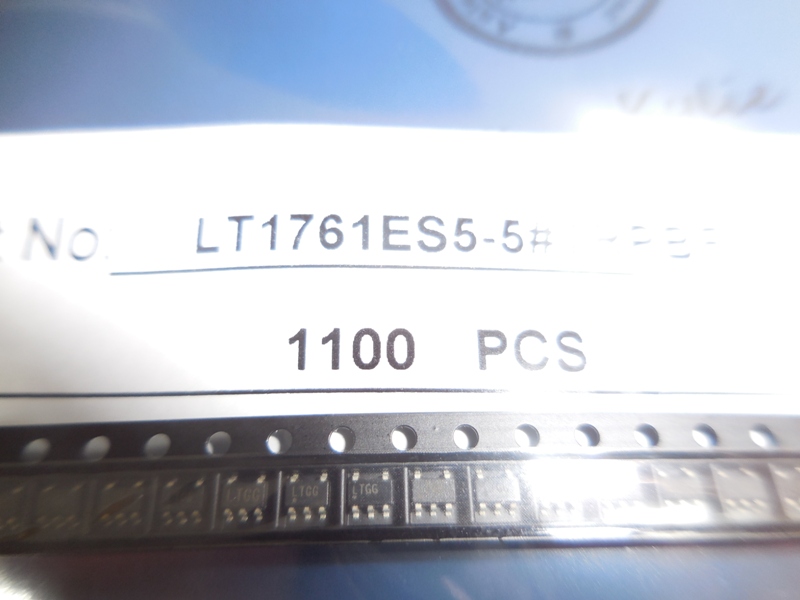 No. LT1761ES5-5#
1100 PCS
LTGG LTGG LTGG